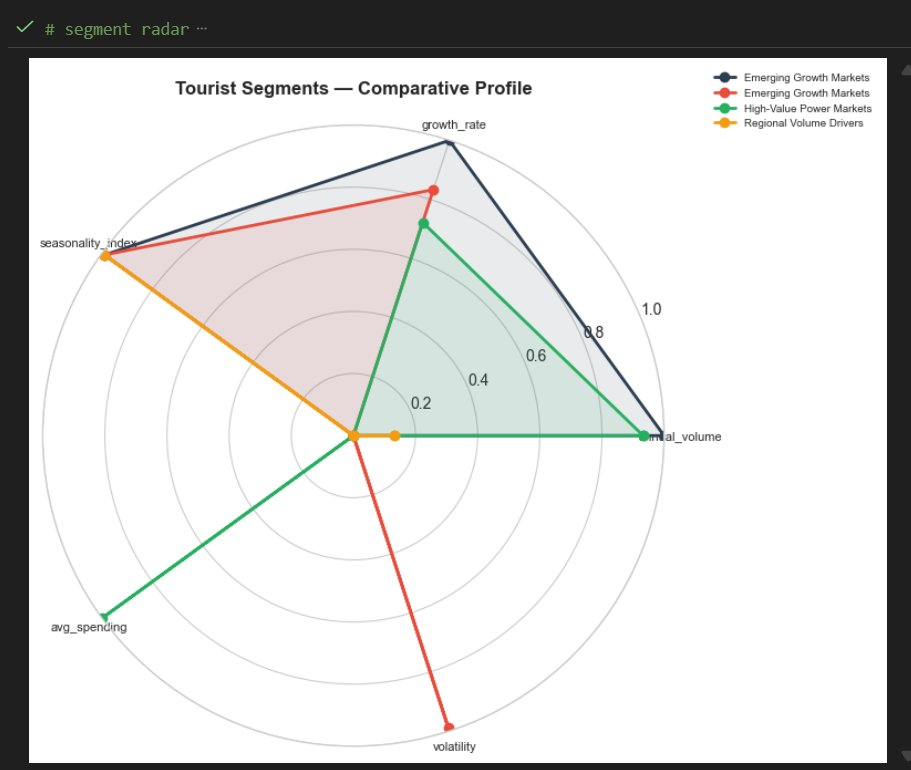 # segment radar ...
Tourist Segments — Comparative Profile
Emerging Growth Markets
Emerging Growth Markets
High-Value Power Markets
Regional Volume Drivers
growth_rate
seasonality_index
1.0
0.8
0.6
0.4
0.2
avg_spending
volatility